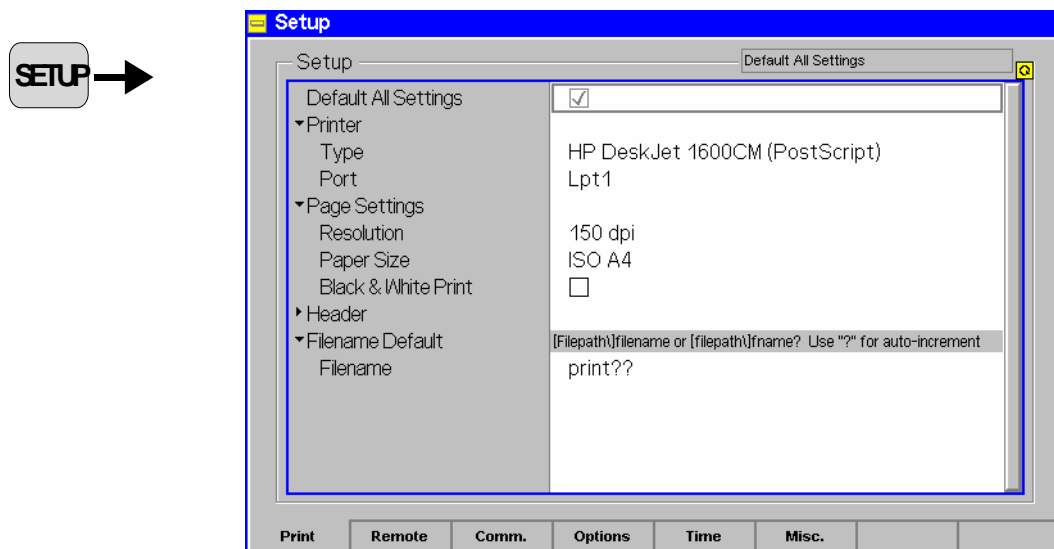 SETUP
Setup
Setup
Default All Settings
Default All Settings
Printer
Type HP DeskJet 1600CM (PostScript)
Port Lpt1
Page Settings
Resolution 150 dpi
Paper Size ISO A4
Black & White Print
Header
Filename Default [Filepath\]filename or [filepath\]fname? Use "?" for auto-increment
Filename print??
Print Remote Comm. Options Time Misc.